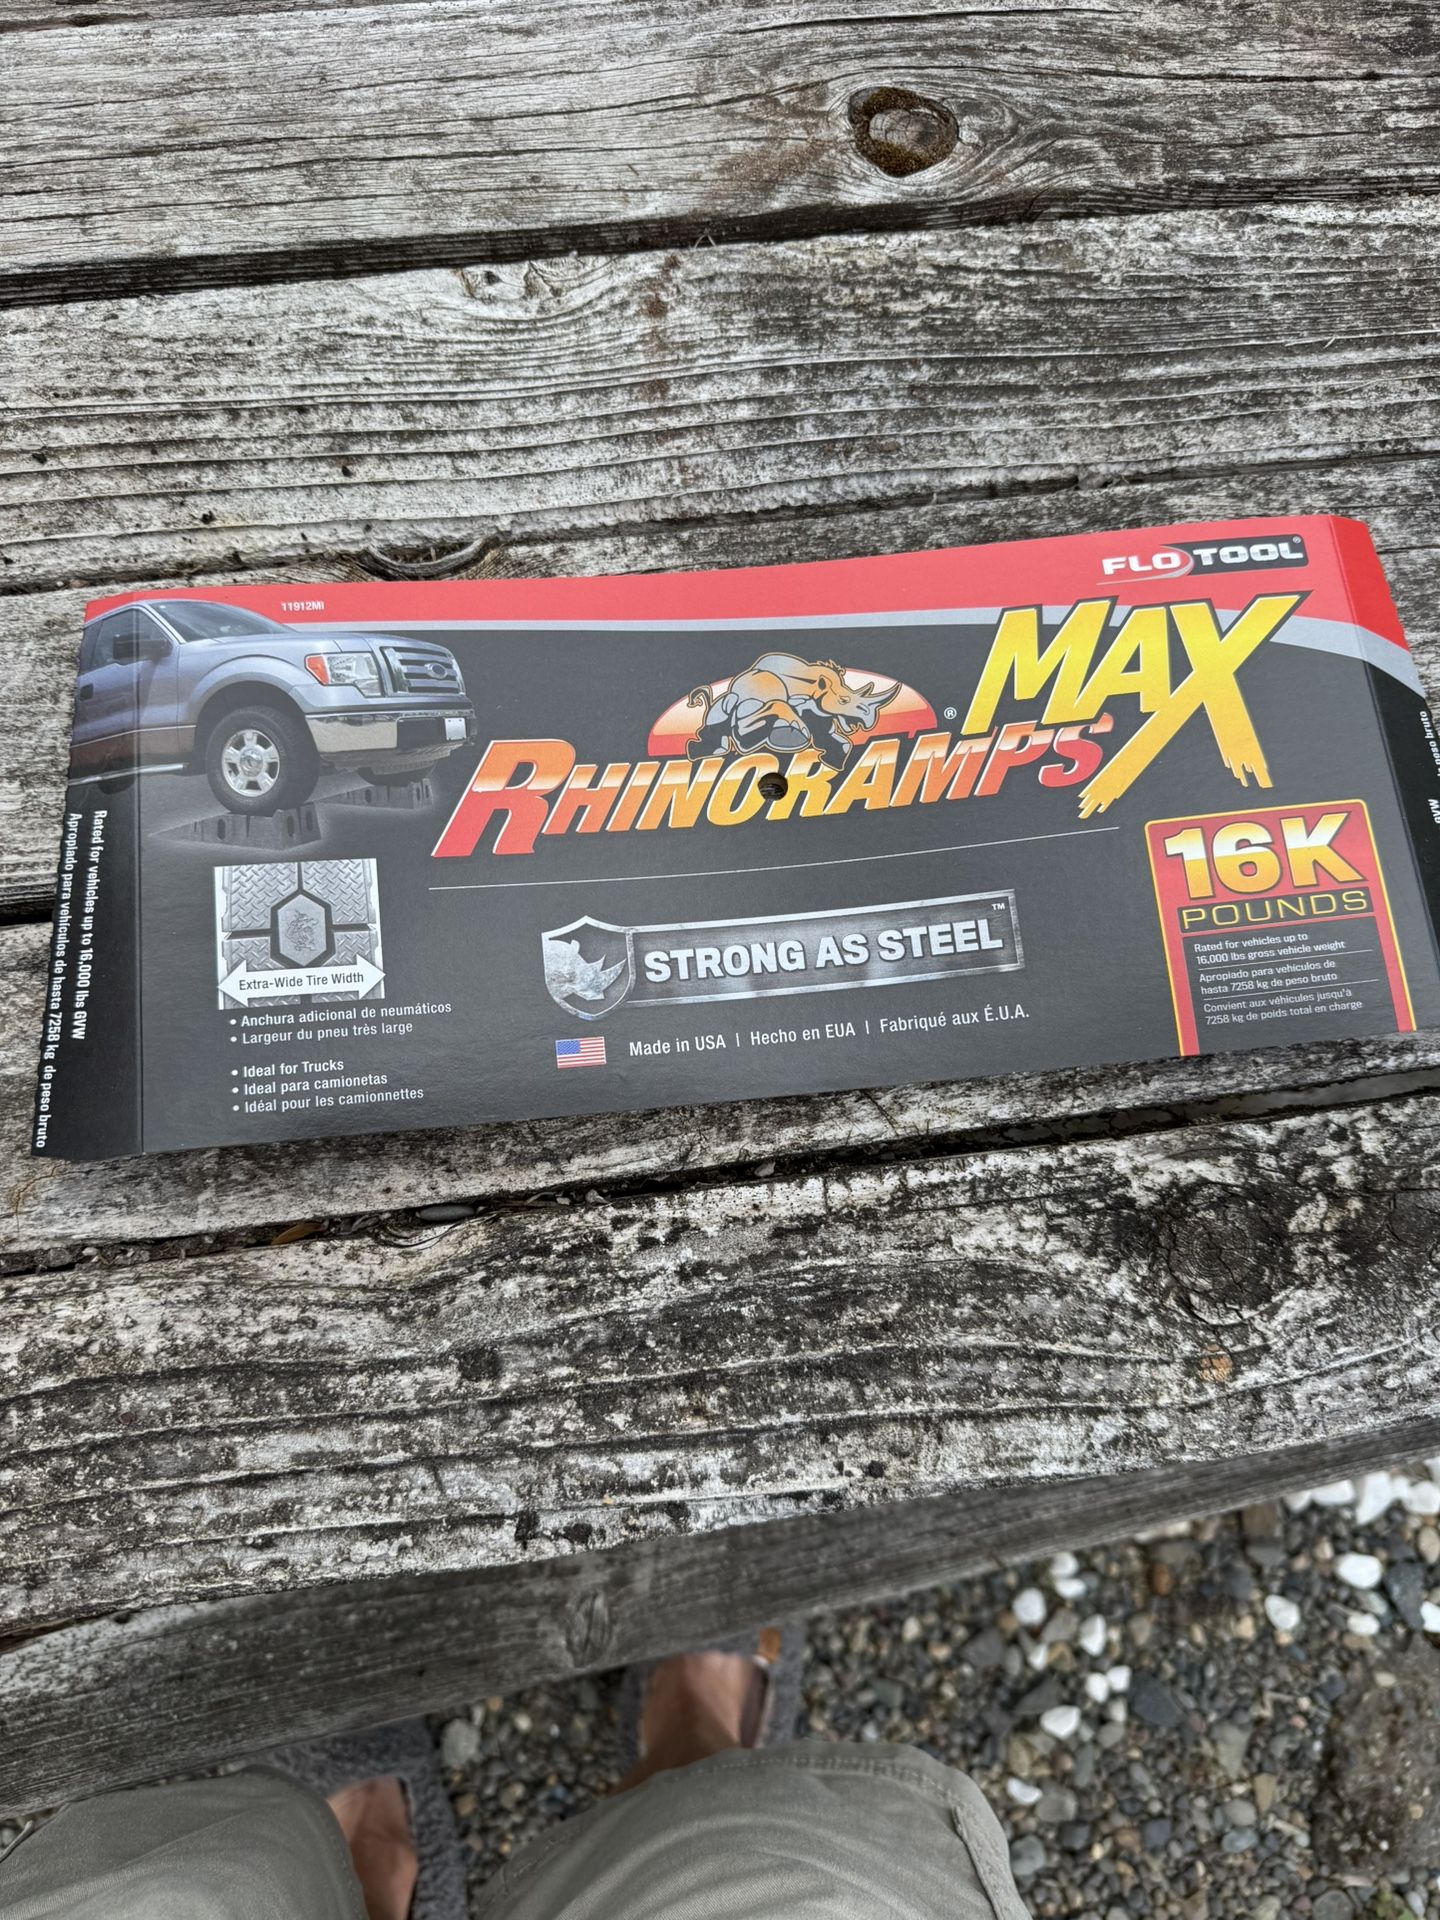 FLOTOOL®
11912MI
RHINORAMPS® MAX
16K
POUNDS
Rated for vehicles up to
16,000 lbs gross vehicle weight
Apropiado para vehículos de
hasta 7258 kg de peso bruto
Convient aux véhicules jusqu'à
7258 kg de poids total en charge
STRONG AS STEEL™
Made in USA | Hecho en EUA | Fabriqué aux É.U.A.
Extra-Wide Tire Width
• Anchura adicional de neumáticos
• Largeur du pneu très large
• Ideal for Trucks
• Ideal para camionetas
• Idéal pour les camionnettes
Rated for vehicles up to 16,000 lbs GVW
Apropiado para vehículos de hasta 7258 kg de peso bruto
GVW
peso bruto